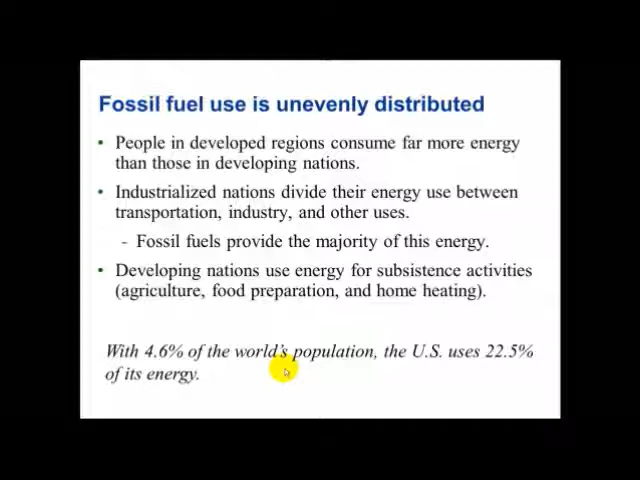 Fossil fuel use is unevenly distributed
• People in developed regions consume far more energy
than those in developing nations.
• Industrialized nations divide their energy use between
transportation, industry, and other uses.
- Fossil fuels provide the majority of this energy.
• Developing nations use energy for subsistence activities
(agriculture, food preparation, and home heating).
With 4.6% of the world's population, the U.S. uses 22.5%
of its energy.